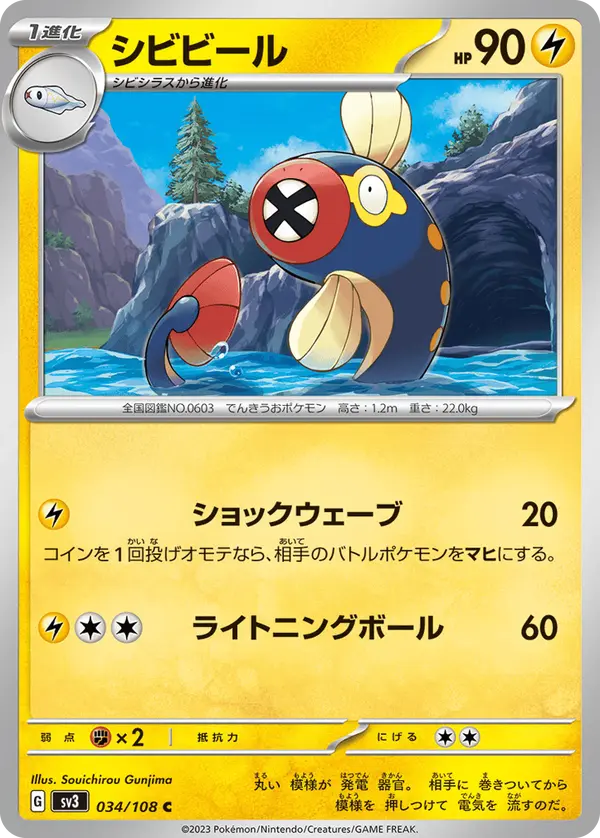 1進化 シビビール HP 90
シビシラスから進化
全国図鑑NO.0603 でんきうおポケモン 高さ:1.2m 重さ:22.0kg
ショックウェーブ 20
コインを1回投げオモテなら、相手のバトルポケモンをマヒにする。
ライトニングボール 60
弱点 ×2 抵抗力 にげる
Illus. Souichirou Gunjima
G sv3 034/108 C
丸い模様が発電器官。相手に巻きついてから
模様を押しつけて電気を流すのだ。
©2023 Pokémon/Nintendo/Creatures/GAME FREAK.